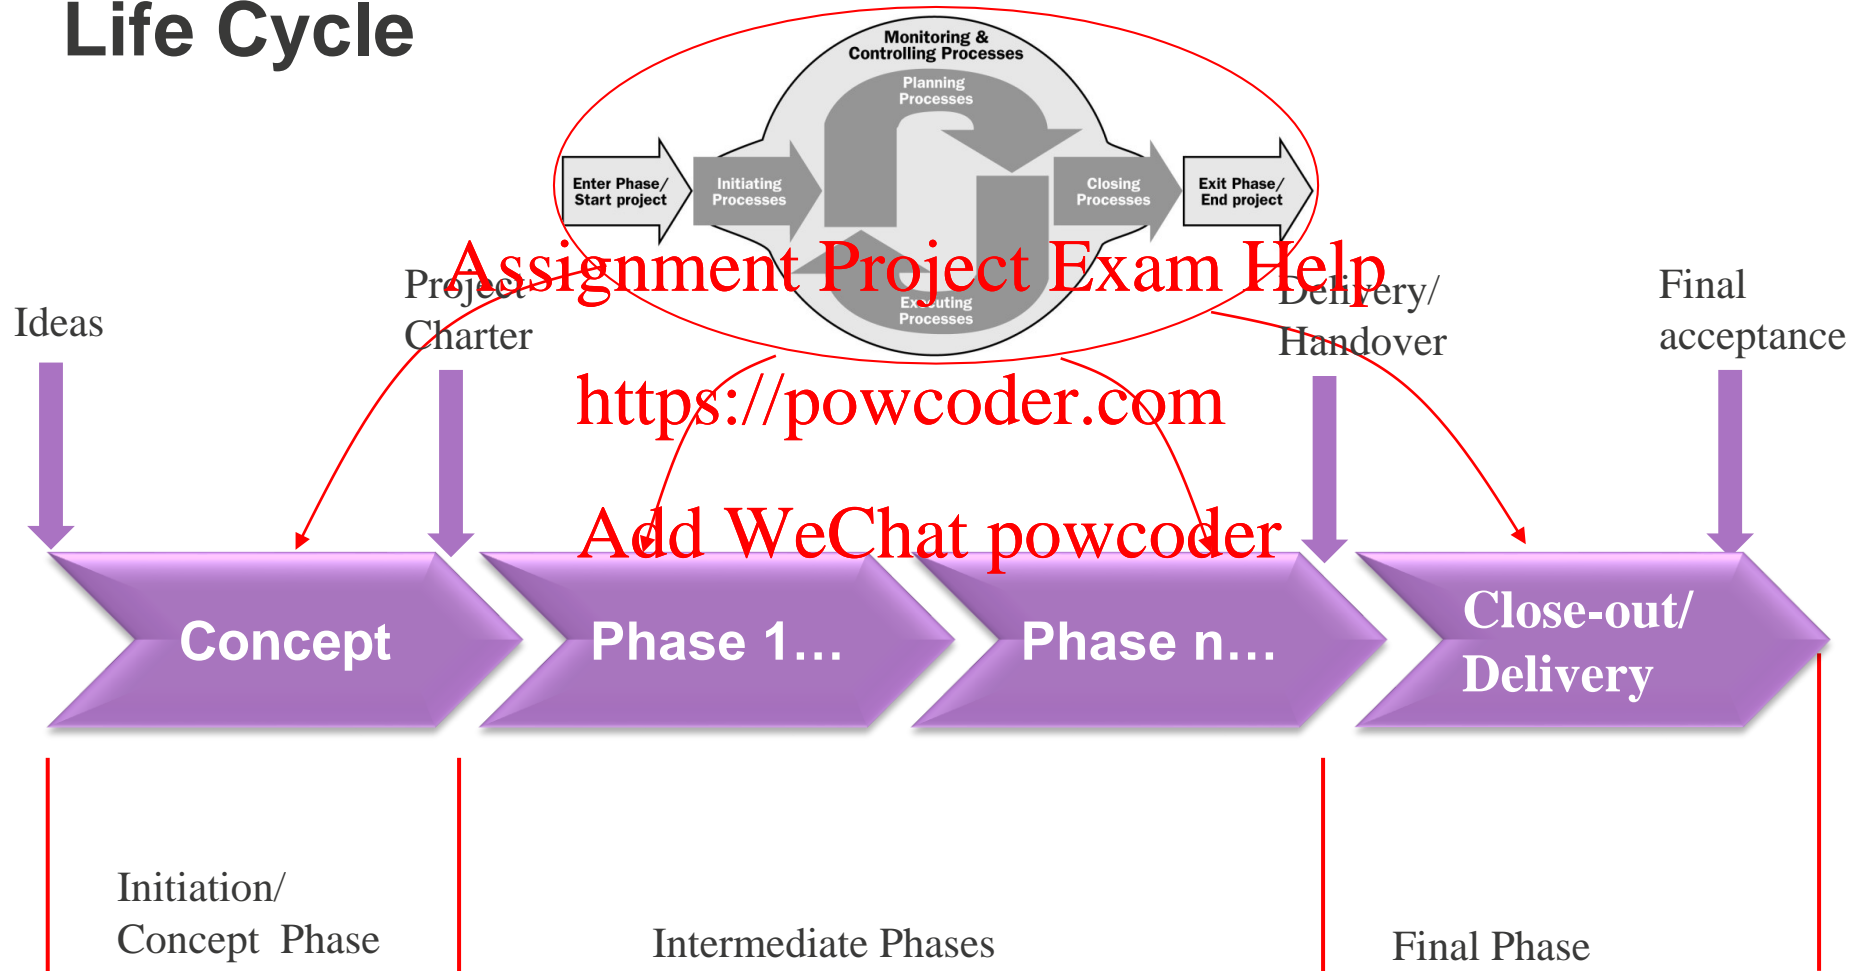 Life Cycle
Monitoring &
Controlling Processes
Planning
Processes
Enter Phase/
Start project
Initiating
Processes
Closing
Processes
Exit Phase/
End project
Executing
Processes
Assignment Project Exam Help
Ideas
Project
Charter
Delivery/
Handover
Final
acceptance
https://powcoder.com
Add WeChat powcoder
Concept
Phase 1...
Phase n...
Close-out/
Delivery
Initiation/
Concept Phase
Intermediate Phases
Final Phase